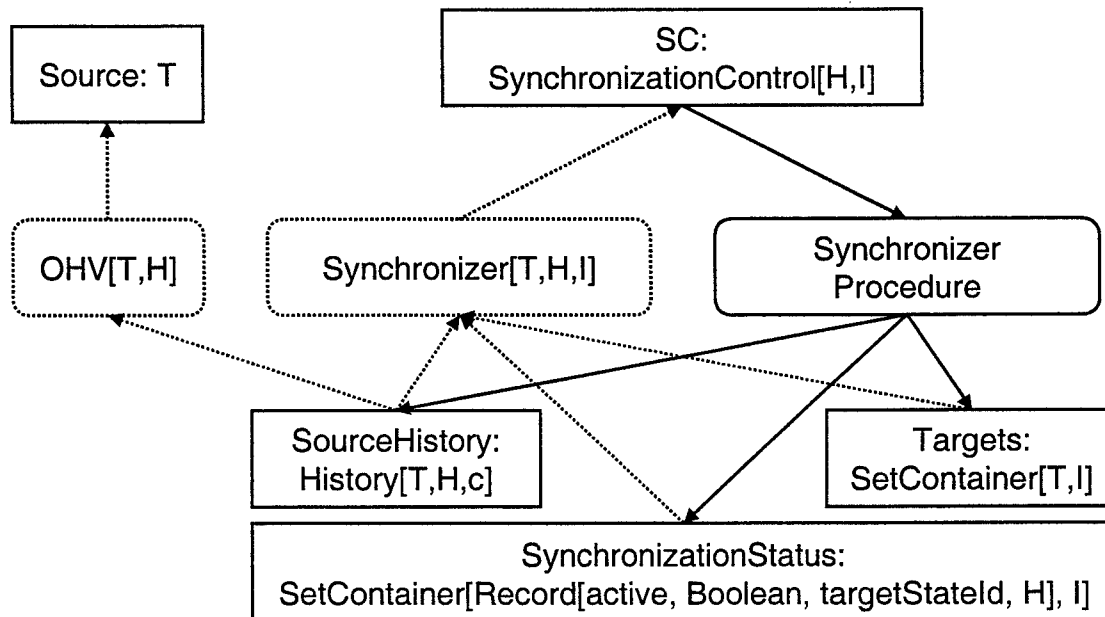 Source: T
SC:
SynchronizationControl[H,I]
OHV[T,H]
Synchronizer[T,H,I]
Synchronizer
Procedure
SourceHistory:
History[T,H,c]
Targets:
SetContainer[T,I]
SynchronizationStatus:
SetContainer[Record[active, Boolean, targetStateId, H], I]